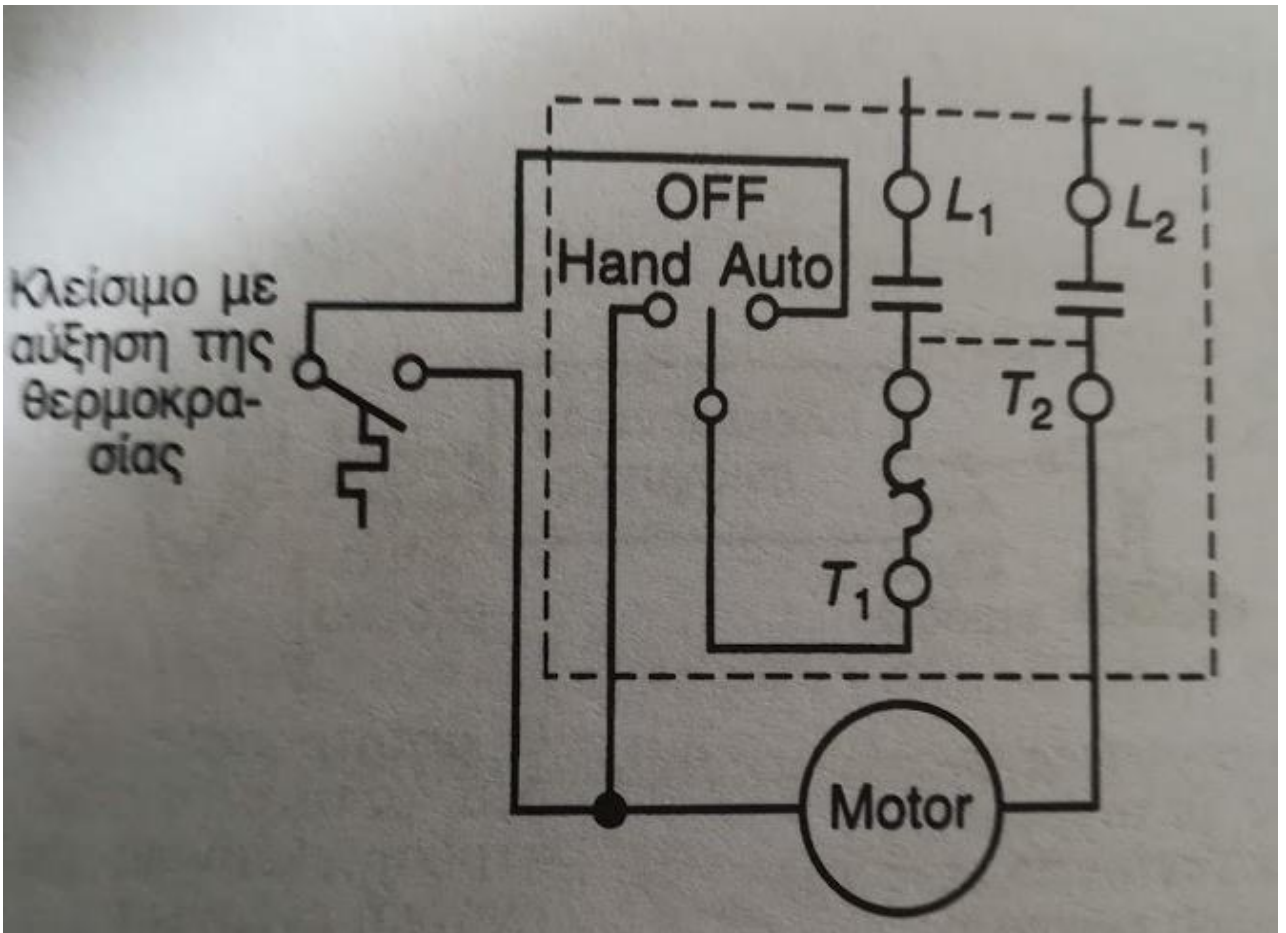 OFF
Hand Auto
L1
L2
Κλείσιμο με
αύξηση της
θερμοκρα-
σίας
T2
T1
Motor